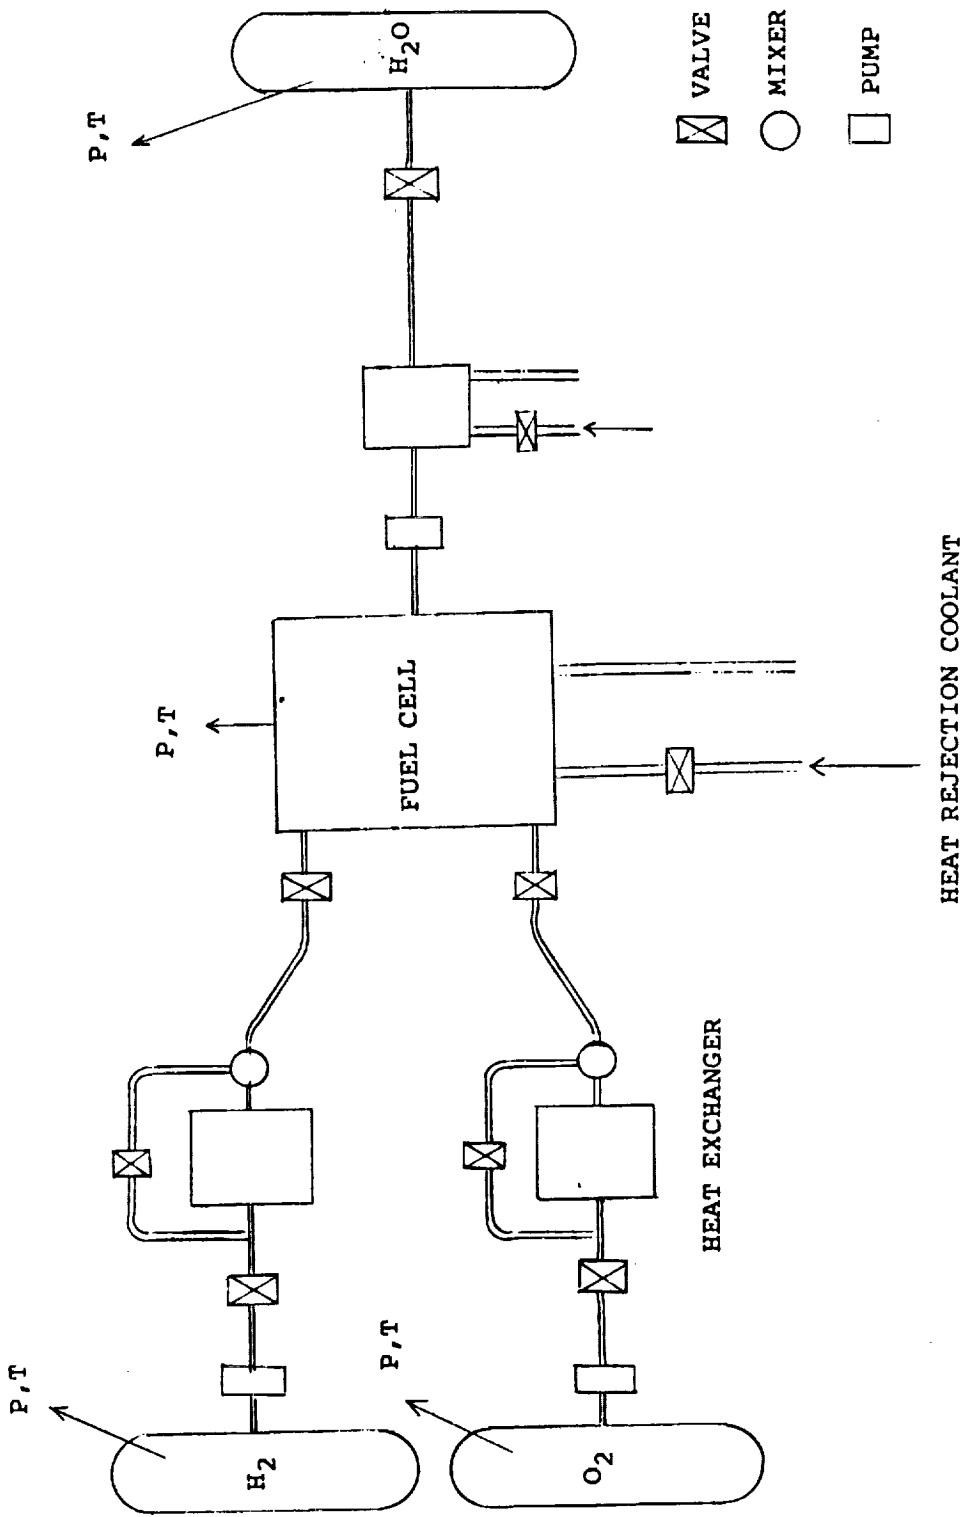 P,T
H2
P,T
O2
HEAT EXCHANGER
P,T
FUEL CELL
HEAT REJECTION COOLANT
P,T
H2O
VALVE
MIXER
PUMP